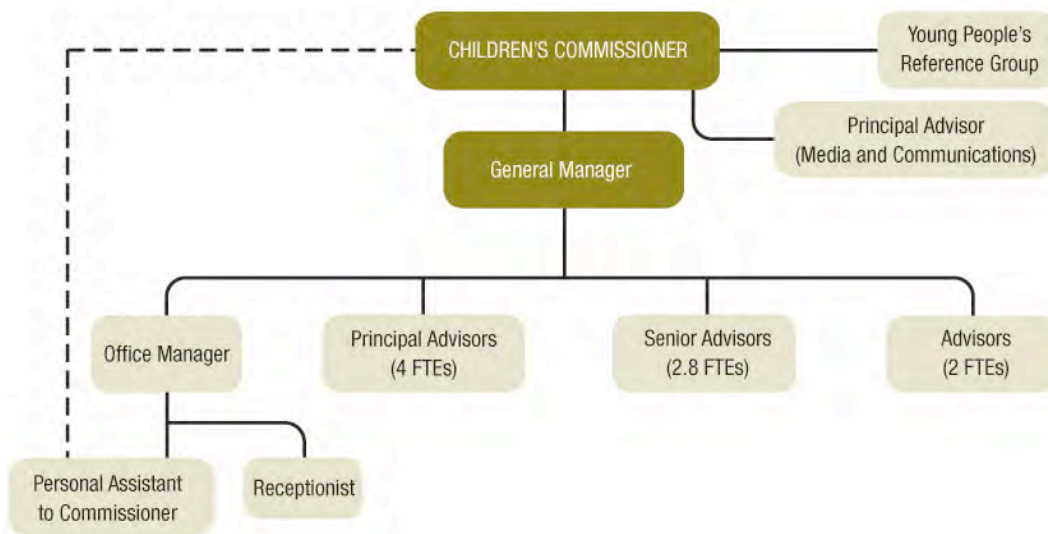 CHILDREN'S COMMISSIONER
Young People's
Reference Group
Principal Advisor
(Media and Communications)
General Manager
Office Manager
Principal Advisors
(4 FTEs)
Senior Advisors
(2.8 FTEs)
Advisors
(2 FTEs)
Personal Assistant
to Commissioner
Receptionist